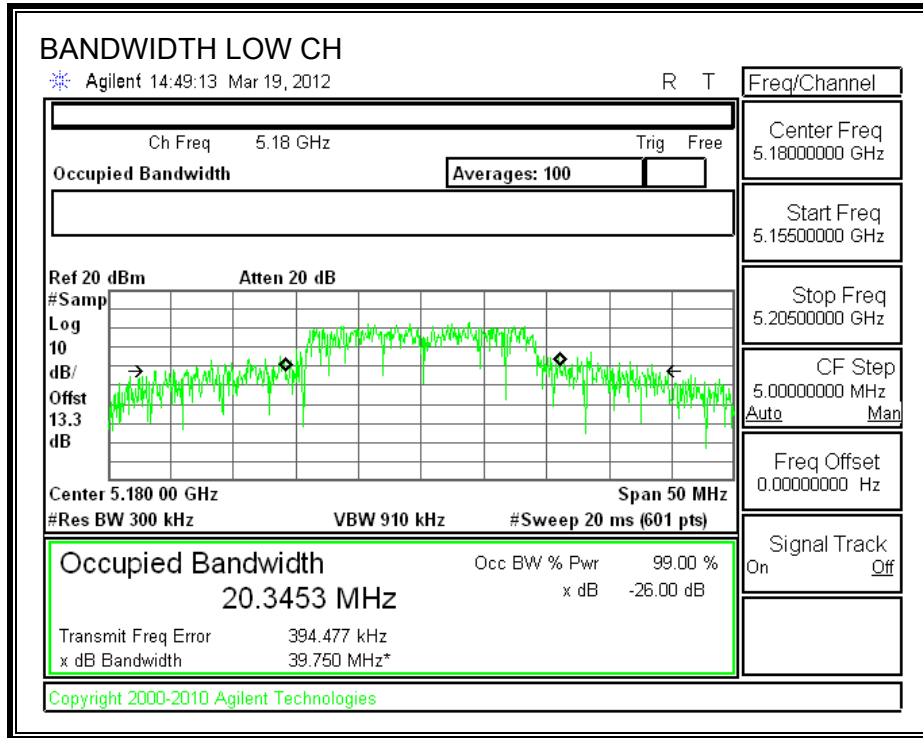 BANDWIDTH LOW CH
Agilent 14:49:13 Mar 19, 2012 R T
Freq/Channel
Ch Freq 5.18 GHz Trig Free
Occupied Bandwidth Averages: 100
Center Freq
5.18000000 GHz
Start Freq
5.15500000 GHz
Stop Freq
5.20500000 GHz
CF Step
5.00000000 MHz
Auto Man
Freq Offset
0.00000000 Hz
Signal Track
On Off
Ref 20 dBm Atten 20 dB
#Samp
Log
10
dB/
Offst
13.3
dB
Center 5.180 00 GHz Span 50 MHz
#Res BW 300 kHz VBW 910 kHz #Sweep 20 ms (601 pts)
Occupied Bandwidth Occ BW % Pwr 99.00 %
20.3453 MHz x dB -26.00 dB
Transmit Freq Error 394.477 kHz
x dB Bandwidth 39.750 MHz*
Copyright 2000-2010 Agilent Technologies